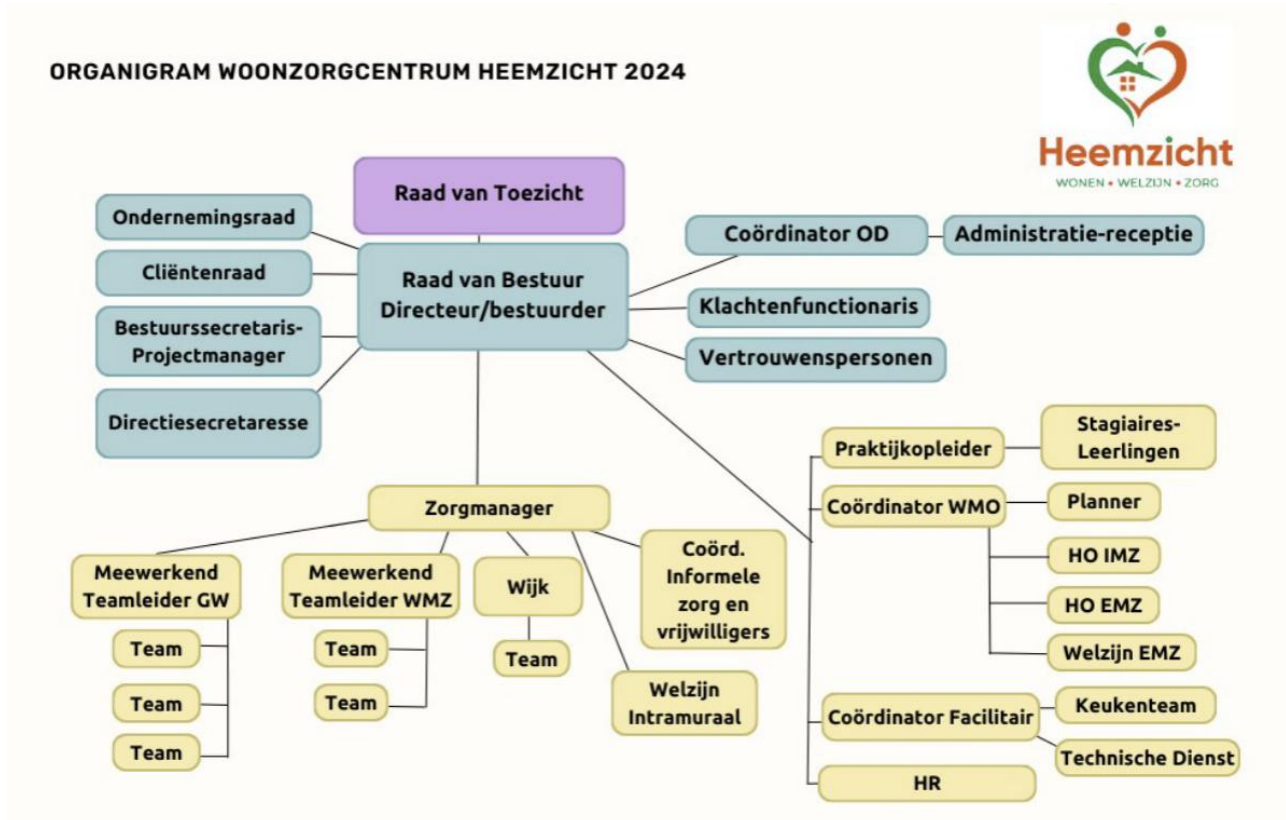 ORGANIGRAM WOONZORGCENTRUM HEEMZICHT 2024
Heemzicht
WONEN • WELZIJN • ZORG
Raad van Toezicht
Ondernemingsraad
Cliëntenraad
Bestuurssecretaris-
Projectmanager
Directiesecretaresse
Raad van Bestuur
Directeur/bestuurder
Coördinator OD
Administratie-receptie
Klachtenfunctionaris
Vertrouwenspersonen
Zorgmanager
Meewerkend
Teamleider GW
Team
Team
Team
Meewerkend
Teamleider WMZ
Team
Team
Wijk
Team
Coörd.
Informele
zorg en
vrijwilligers
Welzijn
Intramuraal
Praktijkopleider
Stagiaires-
Leerlingen
Coördinator WMO
Planner
HO IMZ
HO EMZ
Welzijn EMZ
Coördinator Facilitair
Keukenteam
Technische Dienst
HR